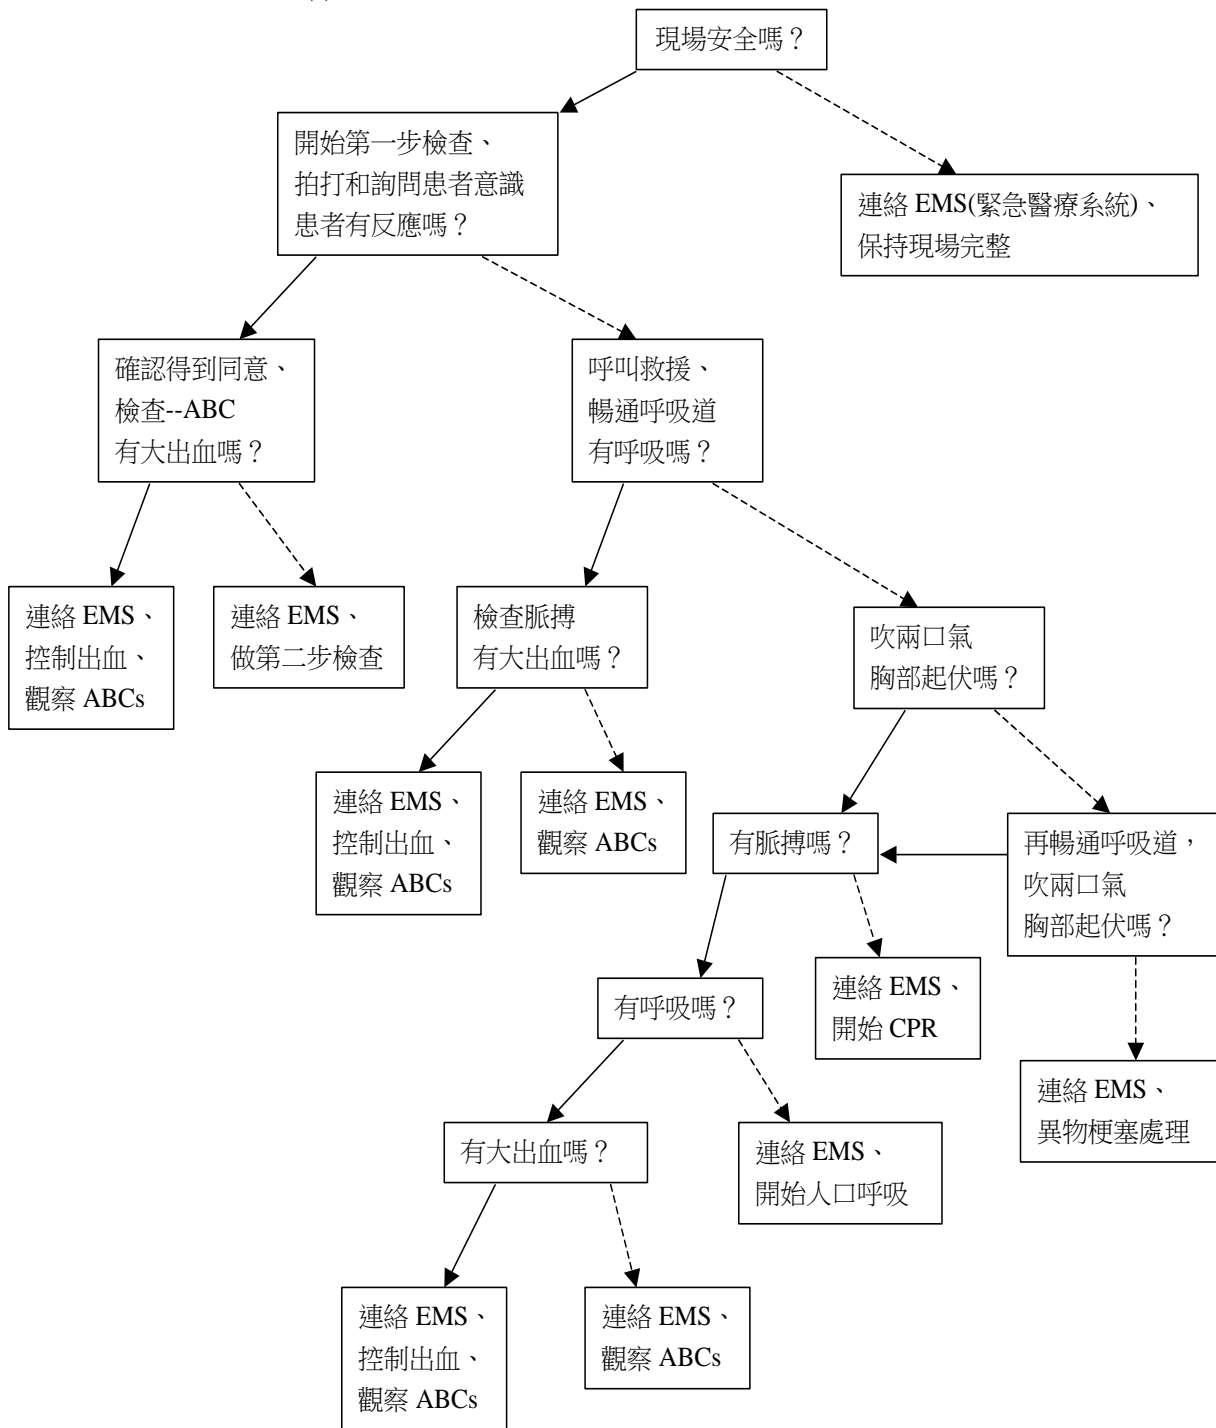 現場安全嗎？
開始第一步檢查、
拍打和詢問患者意識
患者有反應嗎？
連絡 EMS(緊急醫療系統)、
保持現場完整
確認得到同意、
檢查--ABC
有大出血嗎？
呼叫救援、
暢通呼吸道
有呼吸嗎？
連絡 EMS、
控制出血、
觀察 ABCs
連絡 EMS、
做第二步檢查
檢查脈搏
有大出血嗎？
吹兩口氣
胸部起伏嗎？
連絡 EMS、
控制出血、
觀察 ABCs
連絡 EMS、
觀察 ABCs
有脈搏嗎？
再暢通呼吸道，
吹兩口氣
胸部起伏嗎？
有呼吸嗎？
連絡 EMS、
開始 CPR
連絡 EMS、
異物梗塞處理
有大出血嗎？
連絡 EMS、
開始人口呼吸
連絡 EMS、
控制出血、
觀察 ABCs
連絡 EMS、
觀察 ABCs